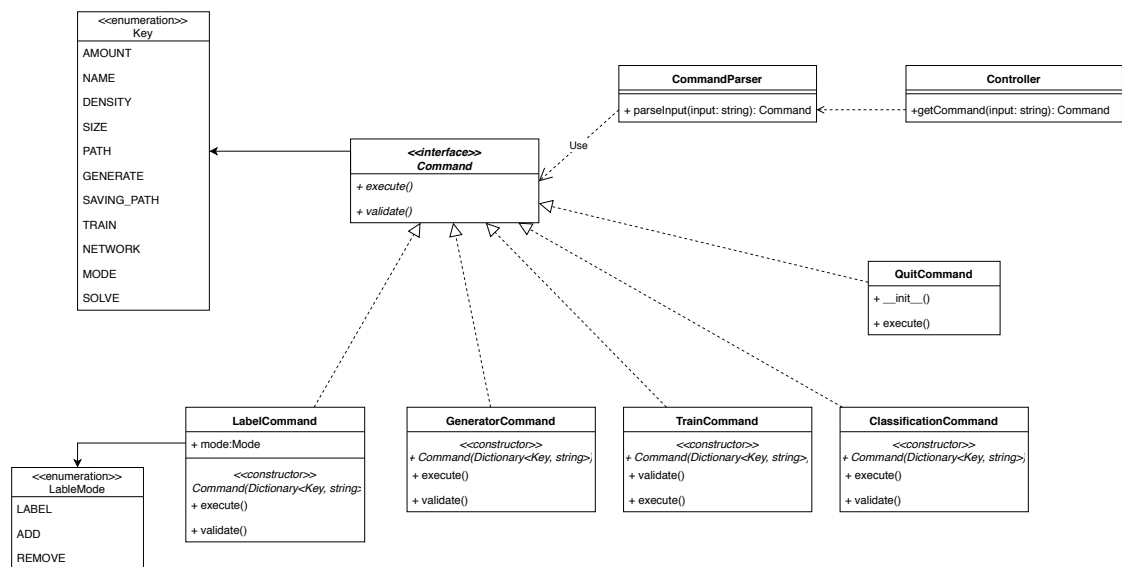 <<enumeration>>
Key
AMOUNT
NAME
DENSITY
SIZE
PATH
GENERATE
SAVING_PATH
TRAIN
NETWORK
MODE
SOLVE
<<interface>>
Command
+ execute()
+ validate()
Use
CommandParser
+ parseInput(input: string): Command
Controller
+getCommand(input: string): Command
QuitCommand
+ __init__()
+ execute()
LabelCommand
+ mode:Mode
<<constructor>>
Command(Dictionary<Key, string>
+ execute()
+ validate()
<<enumeration>>
LableMode
LABEL
ADD
REMOVE
GeneratorCommand
<<constructor>>
+ Command(Dictionary<Key, string>)
+ execute()
+ validate()
TrainCommand
<<constructor>>
+ Command(Dictionary<Key, string>,
+ validate()
+ execute()
ClassificationCommand
<<constructor>>
+ Command(Dictionary<Key, string>)
+ execute()
+ validate()